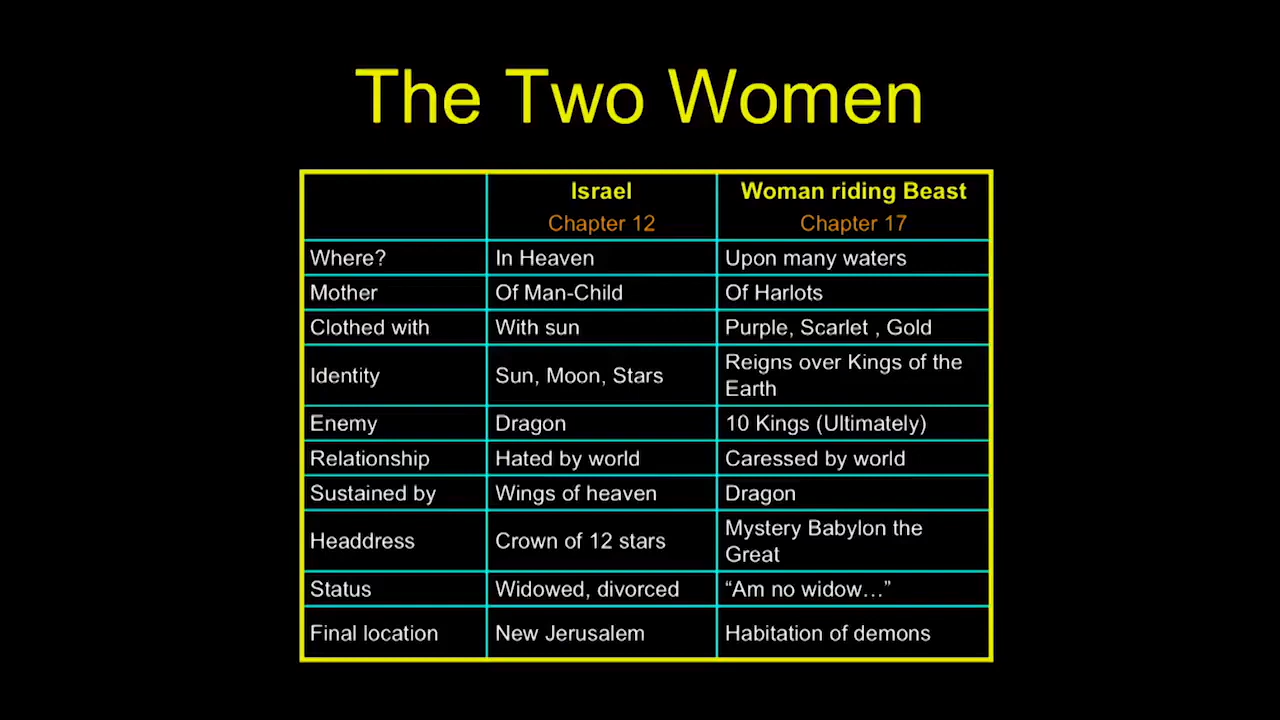 The Two Women
Israel Woman riding Beast
Chapter 12 Chapter 17
Where? In Heaven Upon many waters
Mother Of Man-Child Of Harlots
Clothed with With sun Purple, Scarlet , Gold
Identity Sun, Moon, Stars Reigns over Kings of the
Earth
Enemy Dragon 10 Kings (Ultimately)
Relationship Hated by world Caressed by world
Sustained by Wings of heaven Dragon
Headdress Crown of 12 stars Mystery Babylon the
Great
Status Widowed, divorced “Am no widow…”
Final location New Jerusalem Habitation of demons